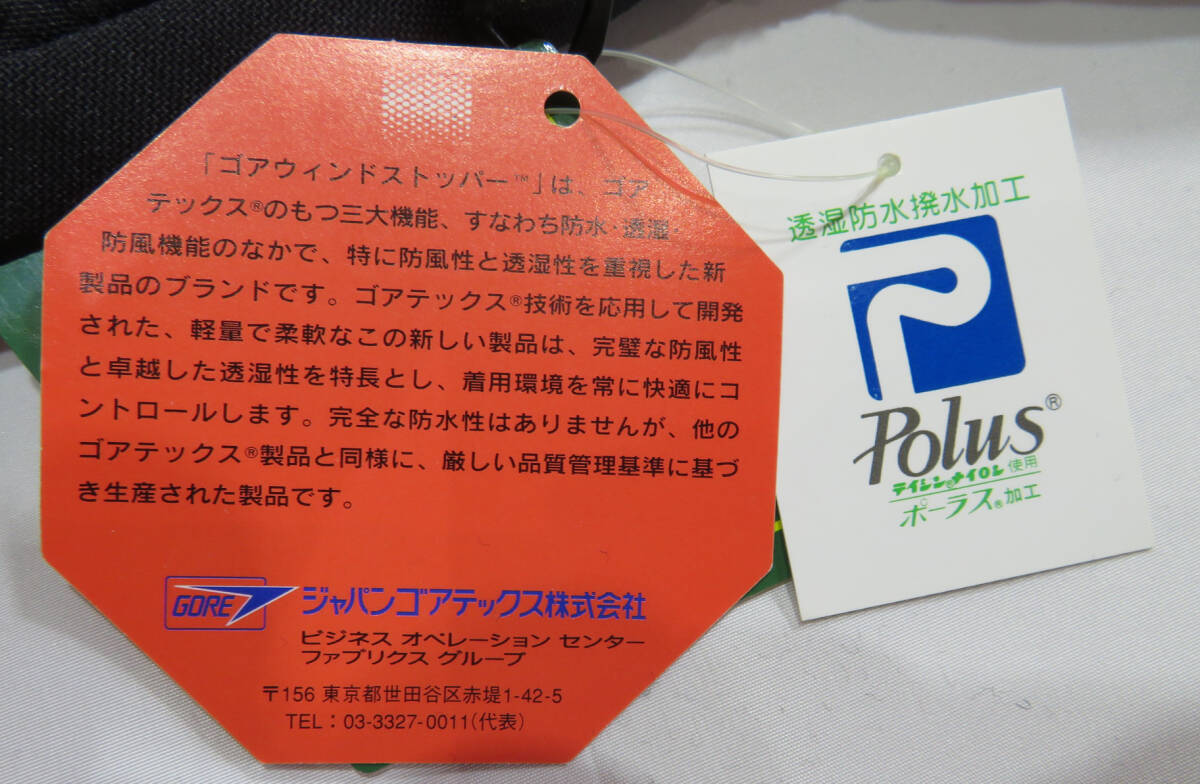 「ゴアウィンドストッパー™」は、ゴア
テックス®のもつ三大機能、すなわち防水・透湿・
防風機能のなかで、特に防風性と透湿性を重視した新
製品のブランドです。ゴアテックス®技術を応用して開発
された、軽量で柔軟なこの新しい製品は、完璧な防風性
と卓越した透湿性を特長とし、着用環境を常に快適にコ
ントロールします。完全な防水性はありませんが、他の
ゴアテックス®製品と同様に、厳しい品質管理基準に基づ
き生産された製品です。
GORE ジャパンゴアテックス株式会社
ビジネス オペレーション センター
ファブリクス グループ
〒156 東京都世田谷区赤堤1-42-5
TEL：03-3327-0011(代表)
透湿防水撥水加工
Polus®
テイジン®ナイロン使用
ポーラス®加工